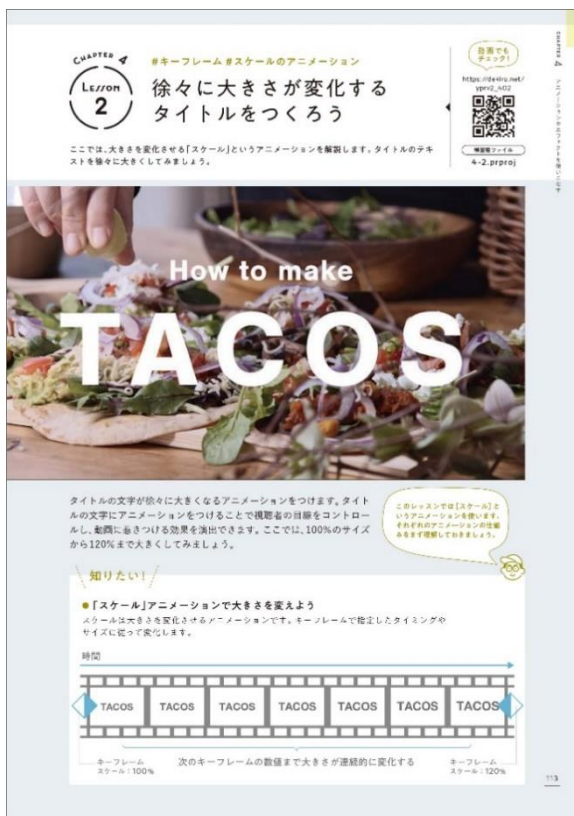 CHAPTER 4
LESSON
2
#キーフレーム #スケールのアニメーション
徐々に大きさが変化する
タイトルをつくろう
ここでは、大きさを変化させる「スケール」というアニメーションを解説します。タイトルのテキ
ストを徐々に大きくしてみましょう。
動画でも
チェック!
https://dekiru.net/
yprv2_402
練習用ファイル
4-2.prproj
CHAPTER 4
アニメーションやエフェクトを使いこなす
How to make
TACOS
タイトルの文字が徐々に大きくなるアニメーションをつけます。タイト
ルの文字にアニメーションをつけることで視聴者の目線をコントロー
ルし、動画に惹きつける効果を演出できます。ここでは、100%のサイズ
から120%まで大きくしてみましょう。
このレッスンでは[スケール]と
いうアニメーションを使います。
それぞれのアニメーションの仕組
みをまず理解しておきましょう。
知りたい!
●「スケール」アニメーションで大きさを変えよう
スケールは大きさを変化させるアニメーションです。キーフレームで指定したタイミングや
サイズに従って変化します。
時間
TACOS TACOS TACOS TACOS TACOS TACOS TACOS
キーフレーム
スケール:100%
次のキーフレームの数値まで大きさが連続的に変化する
キーフレーム
スケール:120%
113